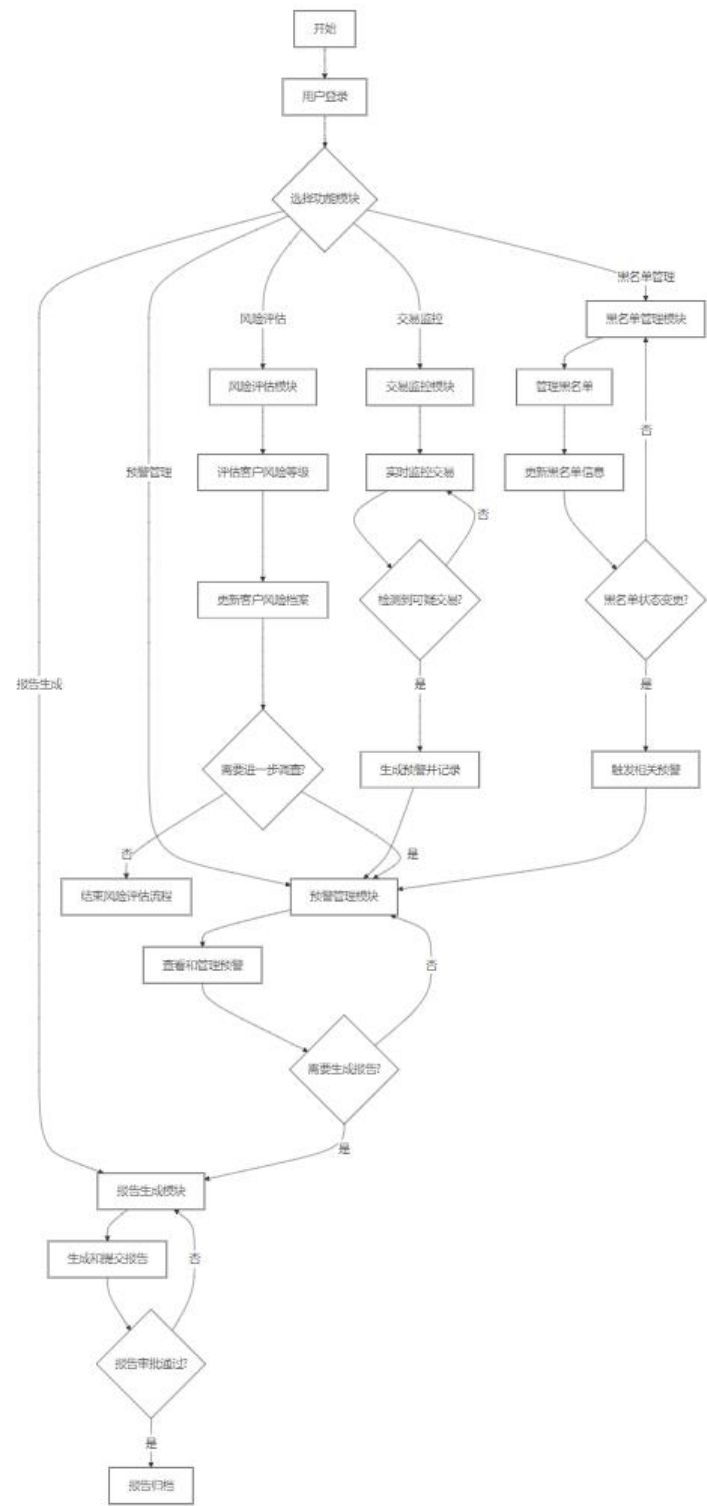 开始
用户登录
选择功能模块
黑名单管理
风险评估
交易监控
黑名单管理模块
风险评估模块
交易监控模块
管理黑名单
否
预警管理
评估客户风险等级
实时监控交易
更新黑名单信息
否
更新客户风险档案
检测到可疑交易?
黑名单状态变更?
报告生成
是
是
需要进一步调查?
生成预警并记录
触发相关预警
否
是
结束风险评估流程
预警管理模块
查看和管理预警
否
需要生成报告?
是
报告生成模块
生成和提交报告
否
报告审批通过?
是
报告归档